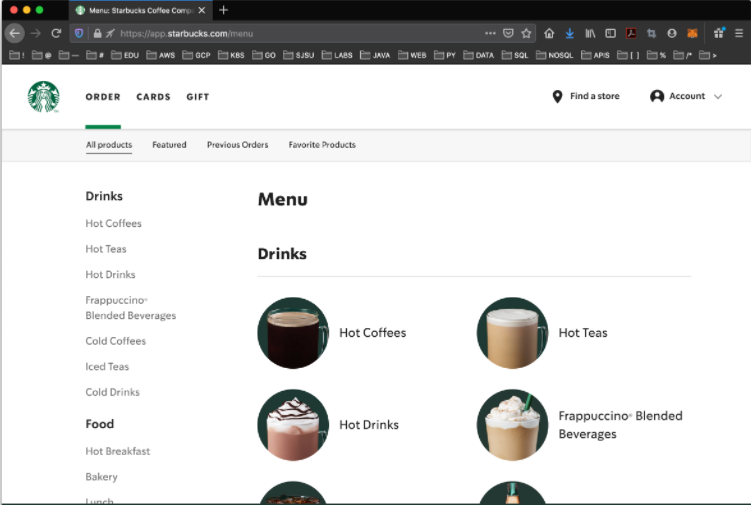 Menu: Starbucks Coffee Comp
https://app.starbucks.com/menu
! @ — # EDU AWS GCP KBS GO SJSU LABS JAVA WEB PY DATA SQL NOSQL APIS [ ] % /* >
ORDER CARDS GIFT Find a store Account
All products Featured Previous Orders Favorite Products
Drinks
Hot Coffees
Hot Teas
Hot Drinks
Frappuccino®
Blended Beverages
Cold Coffees
Iced Teas
Cold Drinks
Food
Hot Breakfast
Bakery
Lunch
Menu
Drinks
Hot Coffees
Hot Teas
Hot Drinks
Frappuccino® Blended
Beverages